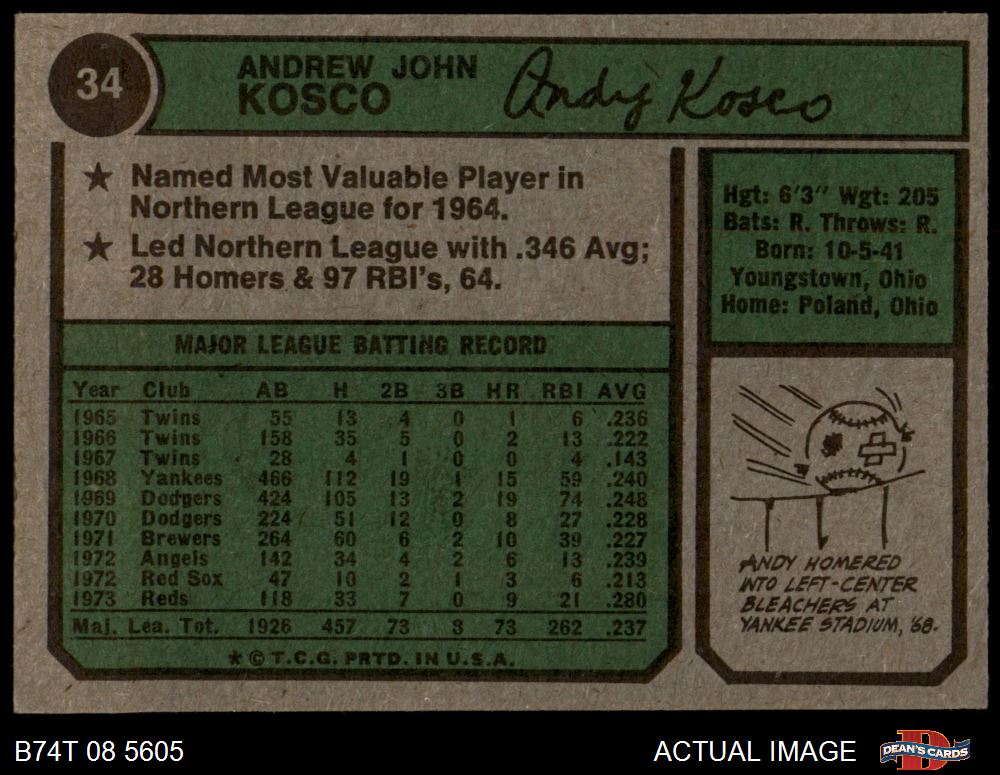 34
ANDREW JOHN
KOSCO
Andy Kosco
★ Named Most Valuable Player in
Northern League for 1964.
★ Led Northern League with .346 Avg;
28 Homers & 97 RBI's, 64.
Hgt: 6'3" Wgt: 205
Bats: R. Throws: R.
Born: 10-5-41
Youngstown, Ohio
Home: Poland, Ohio
MAJOR LEAGUE BATTING RECORD
Year Club AB H 2B 3B HR RBI AVG
1965 Twins 55 13 4 0 1 6 .236
1966 Twins 158 35 5 0 2 13 .222
1967 Twins 28 4 1 0 0 4 .143
1968 Yankees 466 112 19 1 15 59 .240
1969 Dodgers 424 105 13 2 19 74 .248
1970 Dodgers 224 51 12 0 8 27 .228
1971 Brewers 264 60 6 2 10 39 .227
1972 Angels 142 34 4 2 6 13 .239
1972 Red Sox 47 10 2 1 3 6 .213
1973 Reds 118 33 7 0 9 21 .280
Maj. Lea. Tot. 1926 457 73 8 73 262 .237
★ © T.C.G. PRTD. IN U.S.A.
ANDY HOMERED
INTO LEFT-CENTER
BLEACHERS AT
YANKEE STADIUM, '68.
B74T 08 5605
ACTUAL IMAGE
DEAN'S CARDS